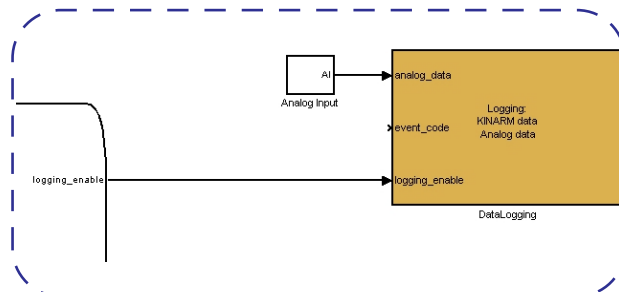 AI
Analog Input
analog_data
event_code
logging_enable
Logging:
KINARM data
Analog data
logging_enable
DataLogging